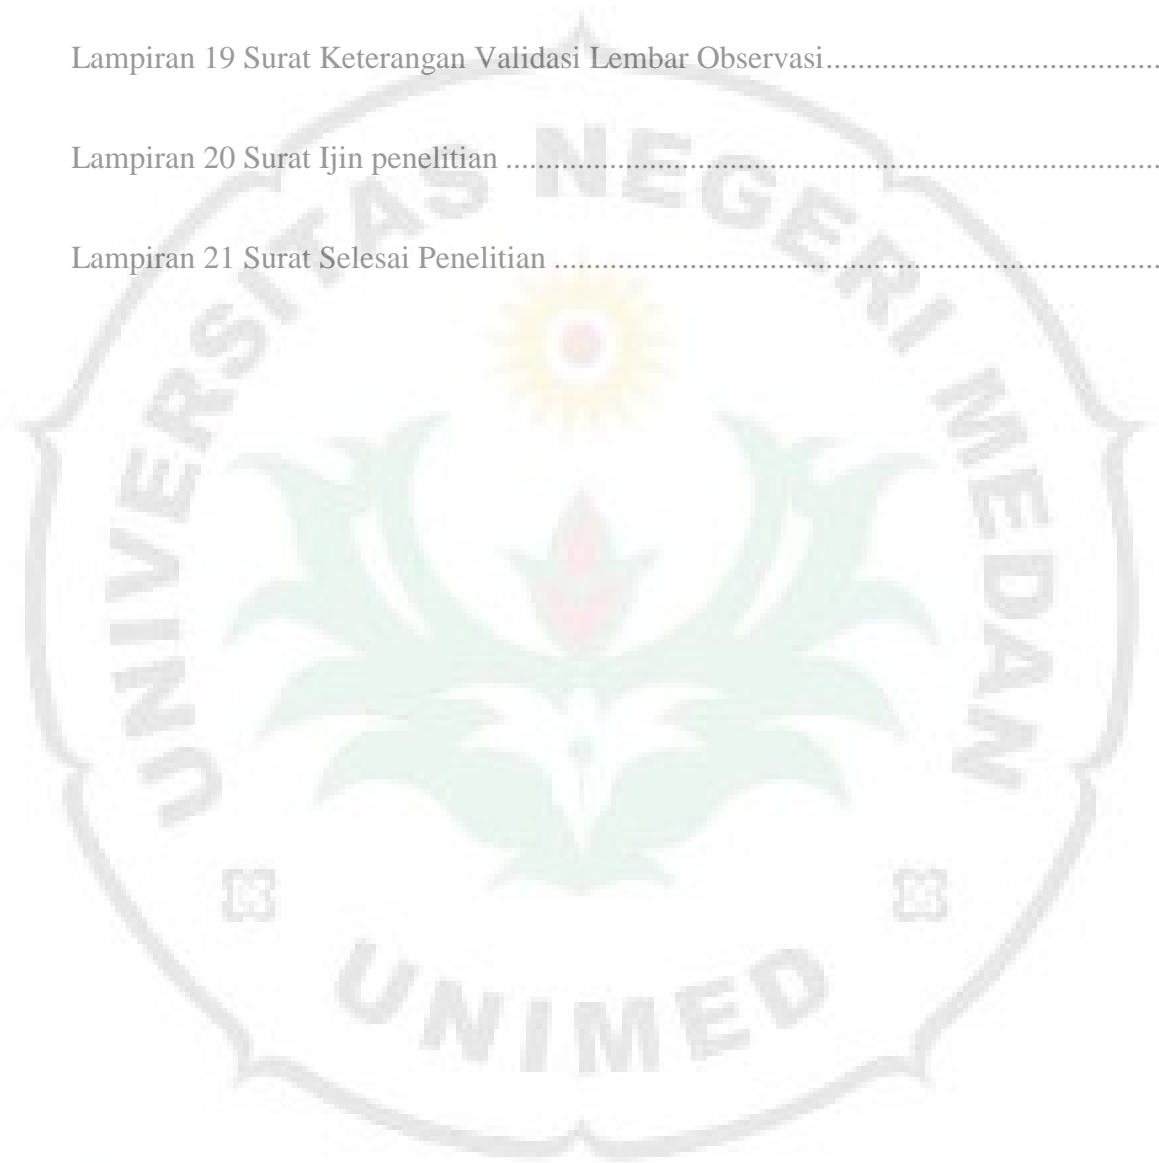 Lampiran 19 Surat Keterangan Validasi Lembar Observasi..........................................
Lampiran 20 Surat Ijin penelitian ...................................................................................
Lampiran 21 Surat Selesai Penelitian .............................................................................
UNIVERSITAS NEGERI MEDAN
UNIMED